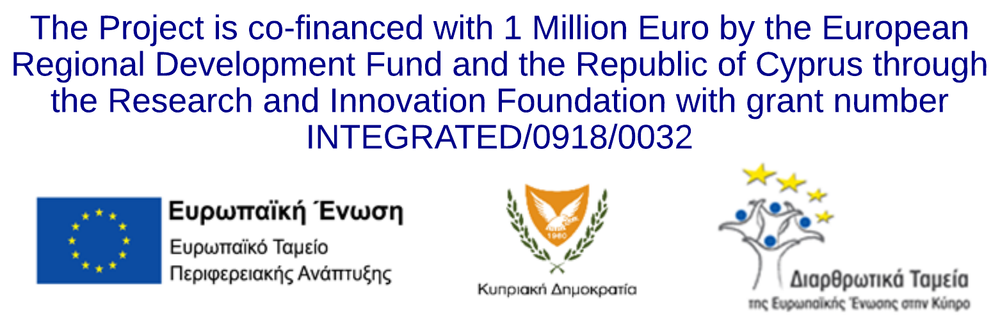 The Project is co-financed with 1 Million Euro by the European
Regional Development Fund and the Republic of Cyprus through
the Research and Innovation Foundation with grant number
INTEGRATED/0918/0032
Ευρωπαϊκή Ένωση
Ευρωπαϊκό Ταμείο
Περιφερειακής Ανάπτυξης
1960
Κυπριακή Δημοκρατία
Διαρθρωτικά Ταμεία
της Ευρωπαϊκής Ένωσης στην Κύπρο